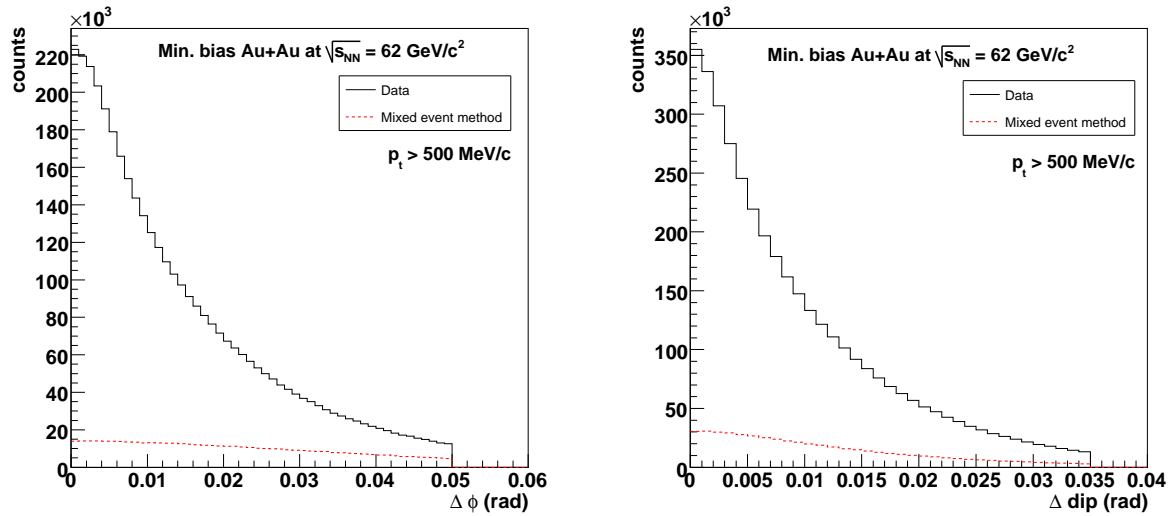 ×10³
counts
Min. bias Au+Au at √s_NN = 62 GeV/c²
Data
Mixed event method
p_t > 500 MeV/c
220
200
180
160
140
120
100
80
60
40
20
0
0 0.01 0.02 0.03 0.04 0.05 0.06
Δ ϕ (rad)
×10³
counts
Min. bias Au+Au at √s_NN = 62 GeV/c²
Data
Mixed event method
p_t > 500 MeV/c
350
300
250
200
150
100
50
0
0 0.005 0.01 0.015 0.02 0.025 0.03 0.035 0.04
Δ dip (rad)